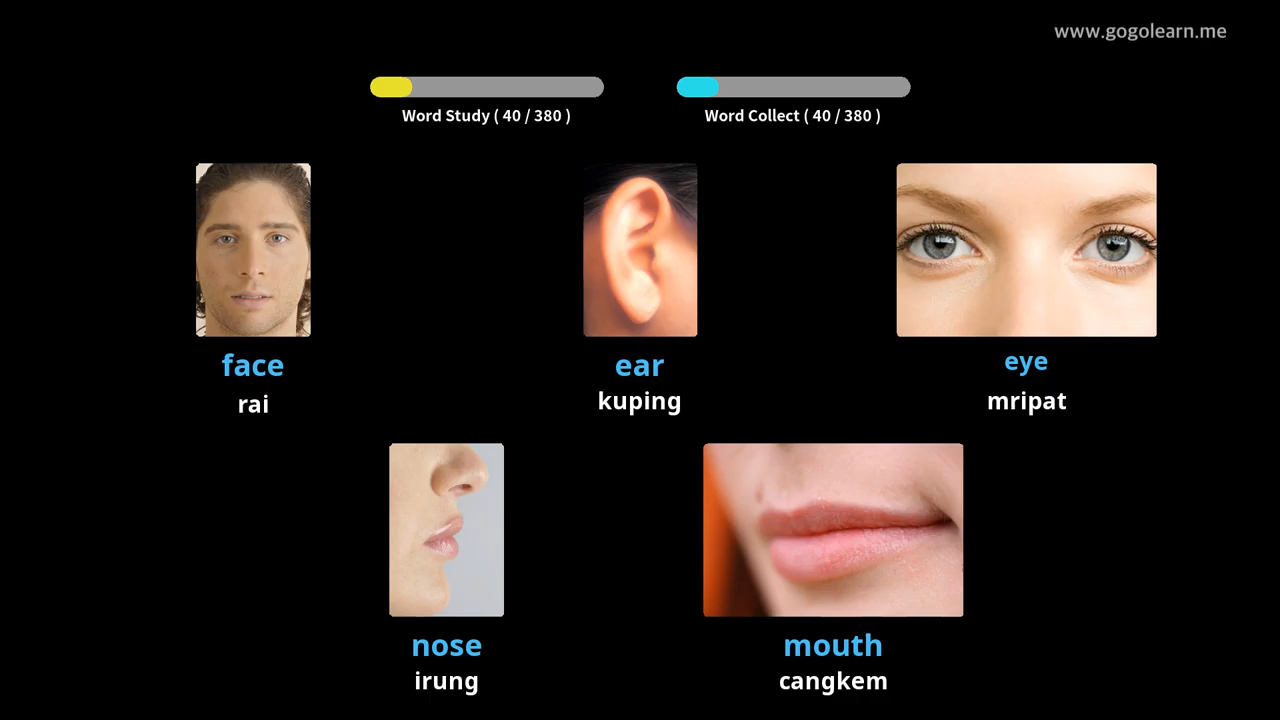 www.gogolearn.me
Word Study ( 40 / 380 )
Word Collect ( 40 / 380 )
face
rai
ear
kuping
eye
mripat
nose
irung
mouth
cangkem